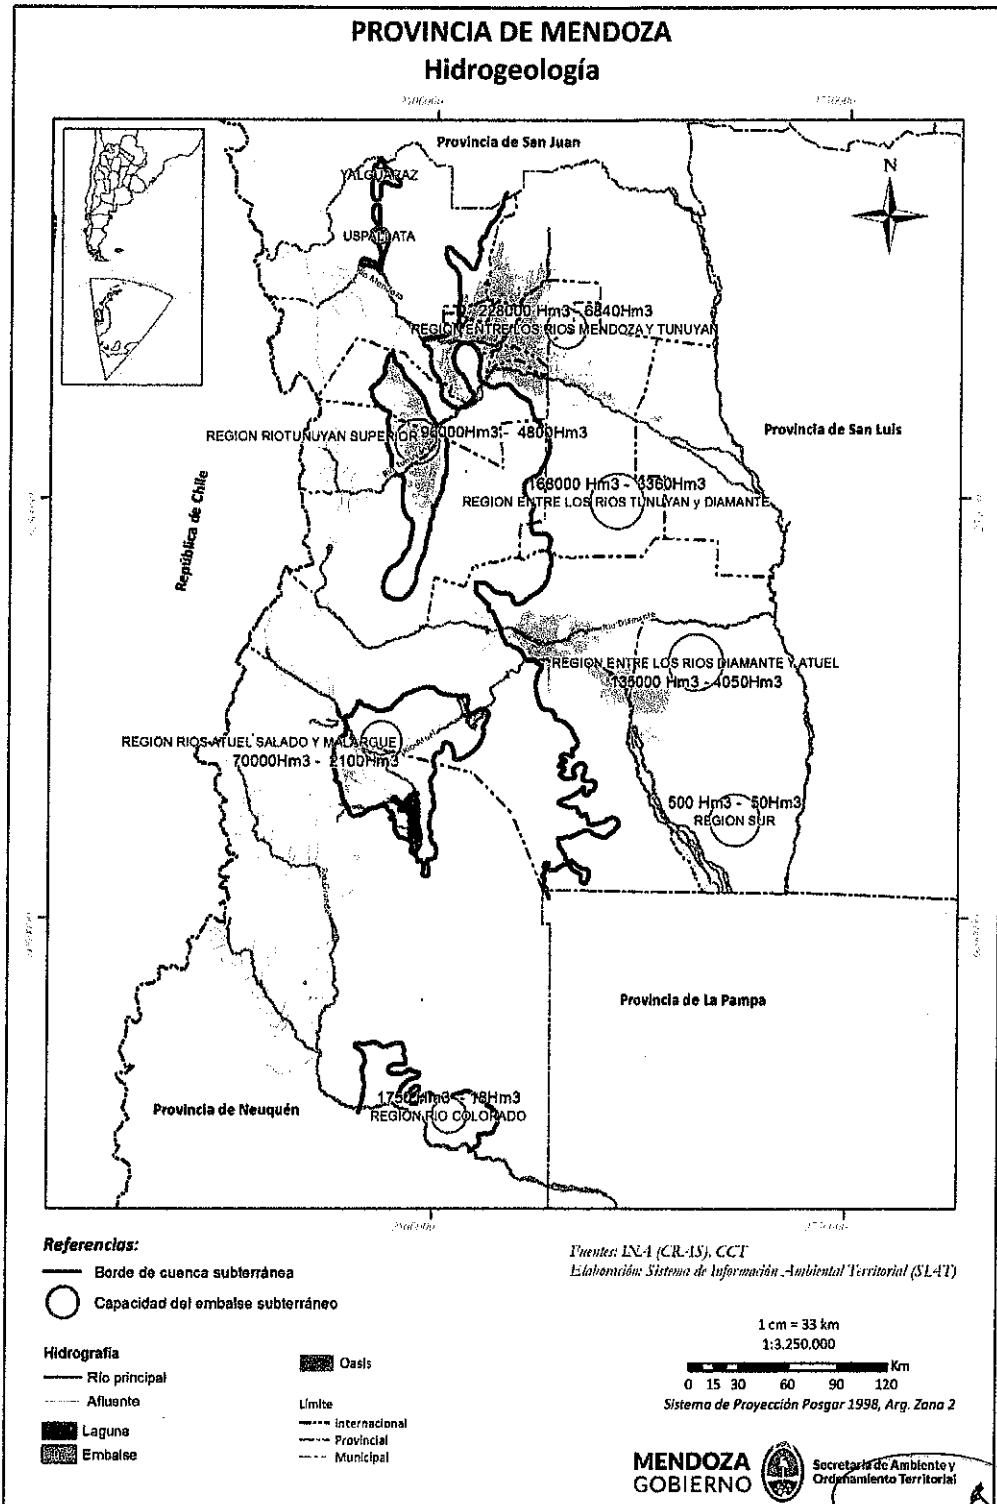 PROVINCIA DE MENDOZA
Hidrogeología
Provincia de San Juan
N
YALGUARAZ
USPALLATA
Río Mendoza
228000 Hm3 - 6840Hm3
REGION ENTRE LOS RIOS MENDOZA Y TUNUYAN
REGION RIOTUNUYAN SUPERIOR 96000Hm3 - 4800Hm3
Provincia de San Luis
168000 Hm3 - 3360Hm3
REGION ENTRE LOS RIOS TUNUYAN y DIAMANTE
República de Chile
Río Diamante
REGION ENTRE LOS RIOS DIAMANTE Y ATUEL
135000 Hm3 - 4050Hm3
REGION RIOS ATUEL SALADO Y MALARGUE
70000Hm3 - 2100Hm3
500 Hm3 - 50Hm3
REGION SUR
Provincia de La Pampa
Provincia de Neuquén
REGION RIO COLORADO
Referencias:
Borde de cuenca subterránea
Capacidad del embalse subterráneo
Fuentes: INA (CRAS), CCT
Elaboración: Sistema de Información Ambiental Territorial (SIAT)
Hidrografía
Río principal
Afluente
Laguna
Embalse
Oasis
Límite
Internacional
Provincial
Municipal
1 cm = 33 km
1:3.250.000
Km
0 15 30 60 90 120
Sistema de Proyección Posgar 1998, Arg. Zona 2
MENDOZA
GOBIERNO
Secretaría de Ambiente y
Ordenamiento Territorial